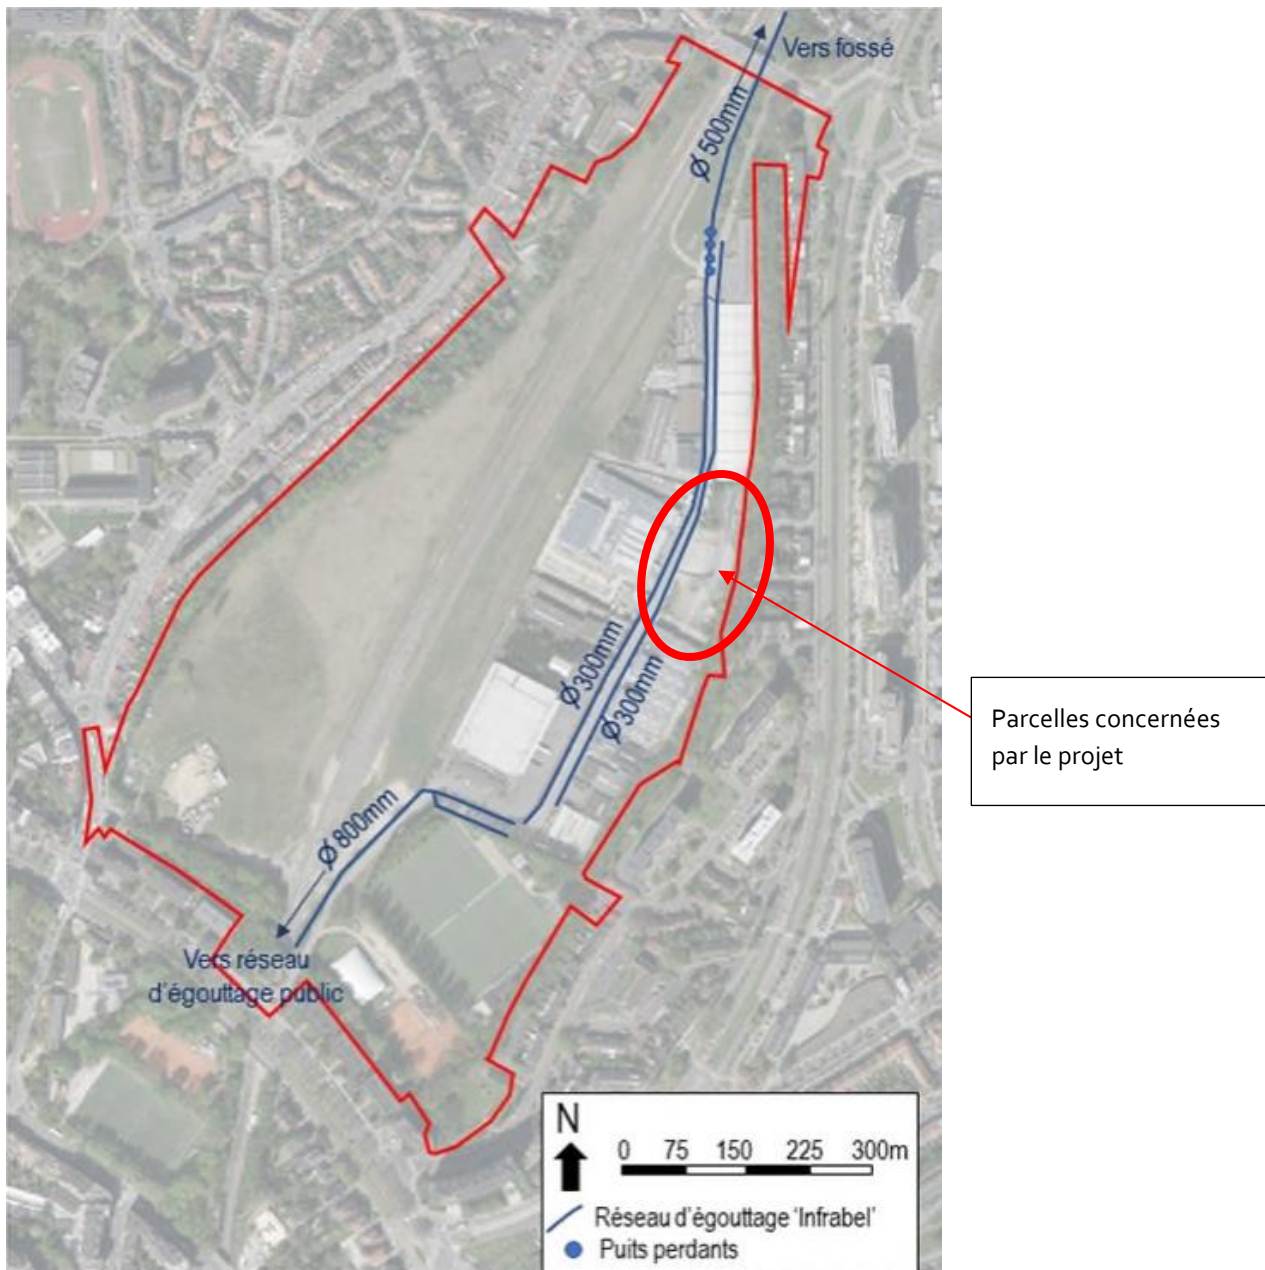 Vers fossé
Ø 500mm
Ø300mm
Ø300mm
Parcelles concernées
par le projet
Ø 800mm
Vers réseau
d'égouttage public
N
0 75 150 225 300m
Réseau d'égouttage 'Infrabel'
Puits perdants